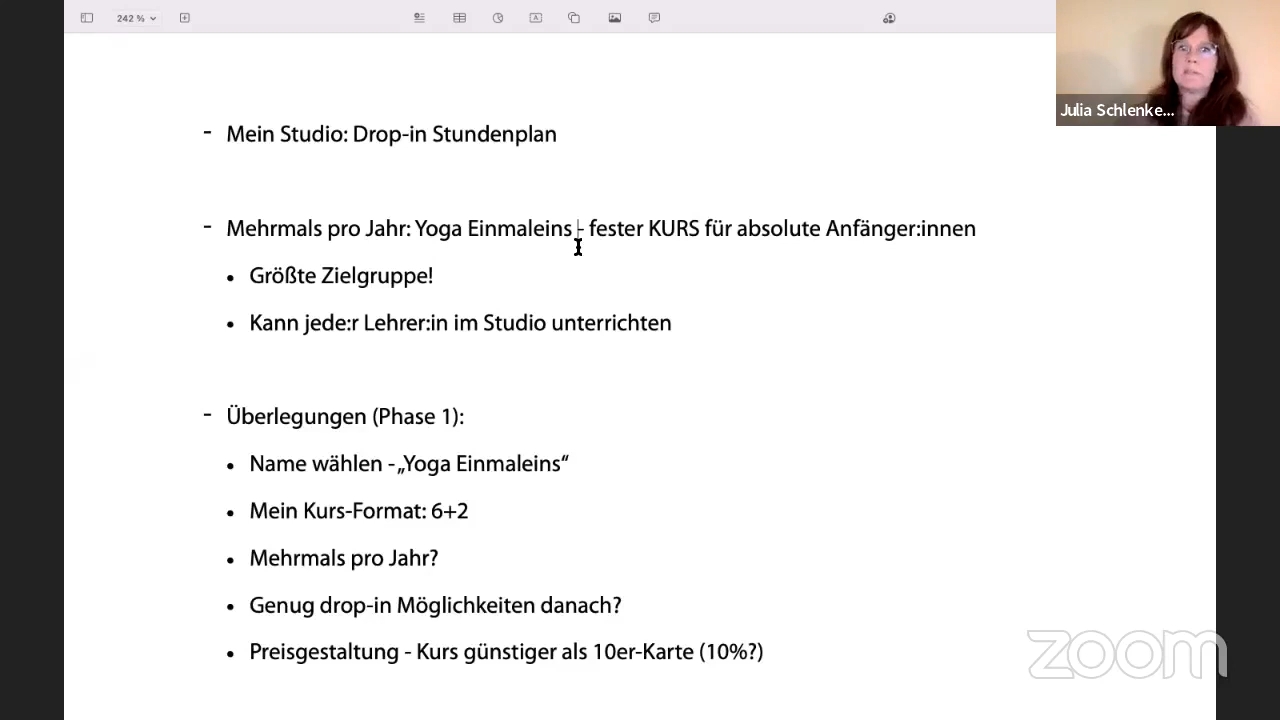 242 %
Julia Schlenke...
- Mein Studio: Drop-in Stundenplan
- Mehrmals pro Jahr: Yoga Einmaleins - fester KURS für absolute Anfänger:innen
• Größte Zielgruppe!
• Kann jede:r Lehrer:in im Studio unterrichten
- Überlegungen (Phase 1):
• Name wählen - „Yoga Einmaleins“
• Mein Kurs-Format: 6+2
• Mehrmals pro Jahr?
• Genug drop-in Möglichkeiten danach?
• Preisgestaltung - Kurs günstiger als 10er-Karte (10%?)
zoom